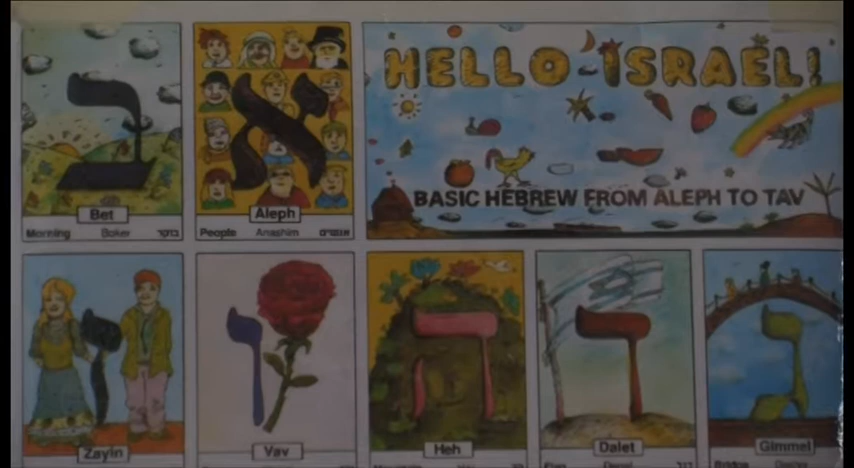 HELLO ISRAEL!
BASIC HEBREW FROM ALEPH TO TAV
א
Aleph
People Anashim אנשים
ב
Bet
Morning Boker בוקר
ג
Gimmel
ד
Dalet
ה
Heh
ו
Vav
ז
Zayin